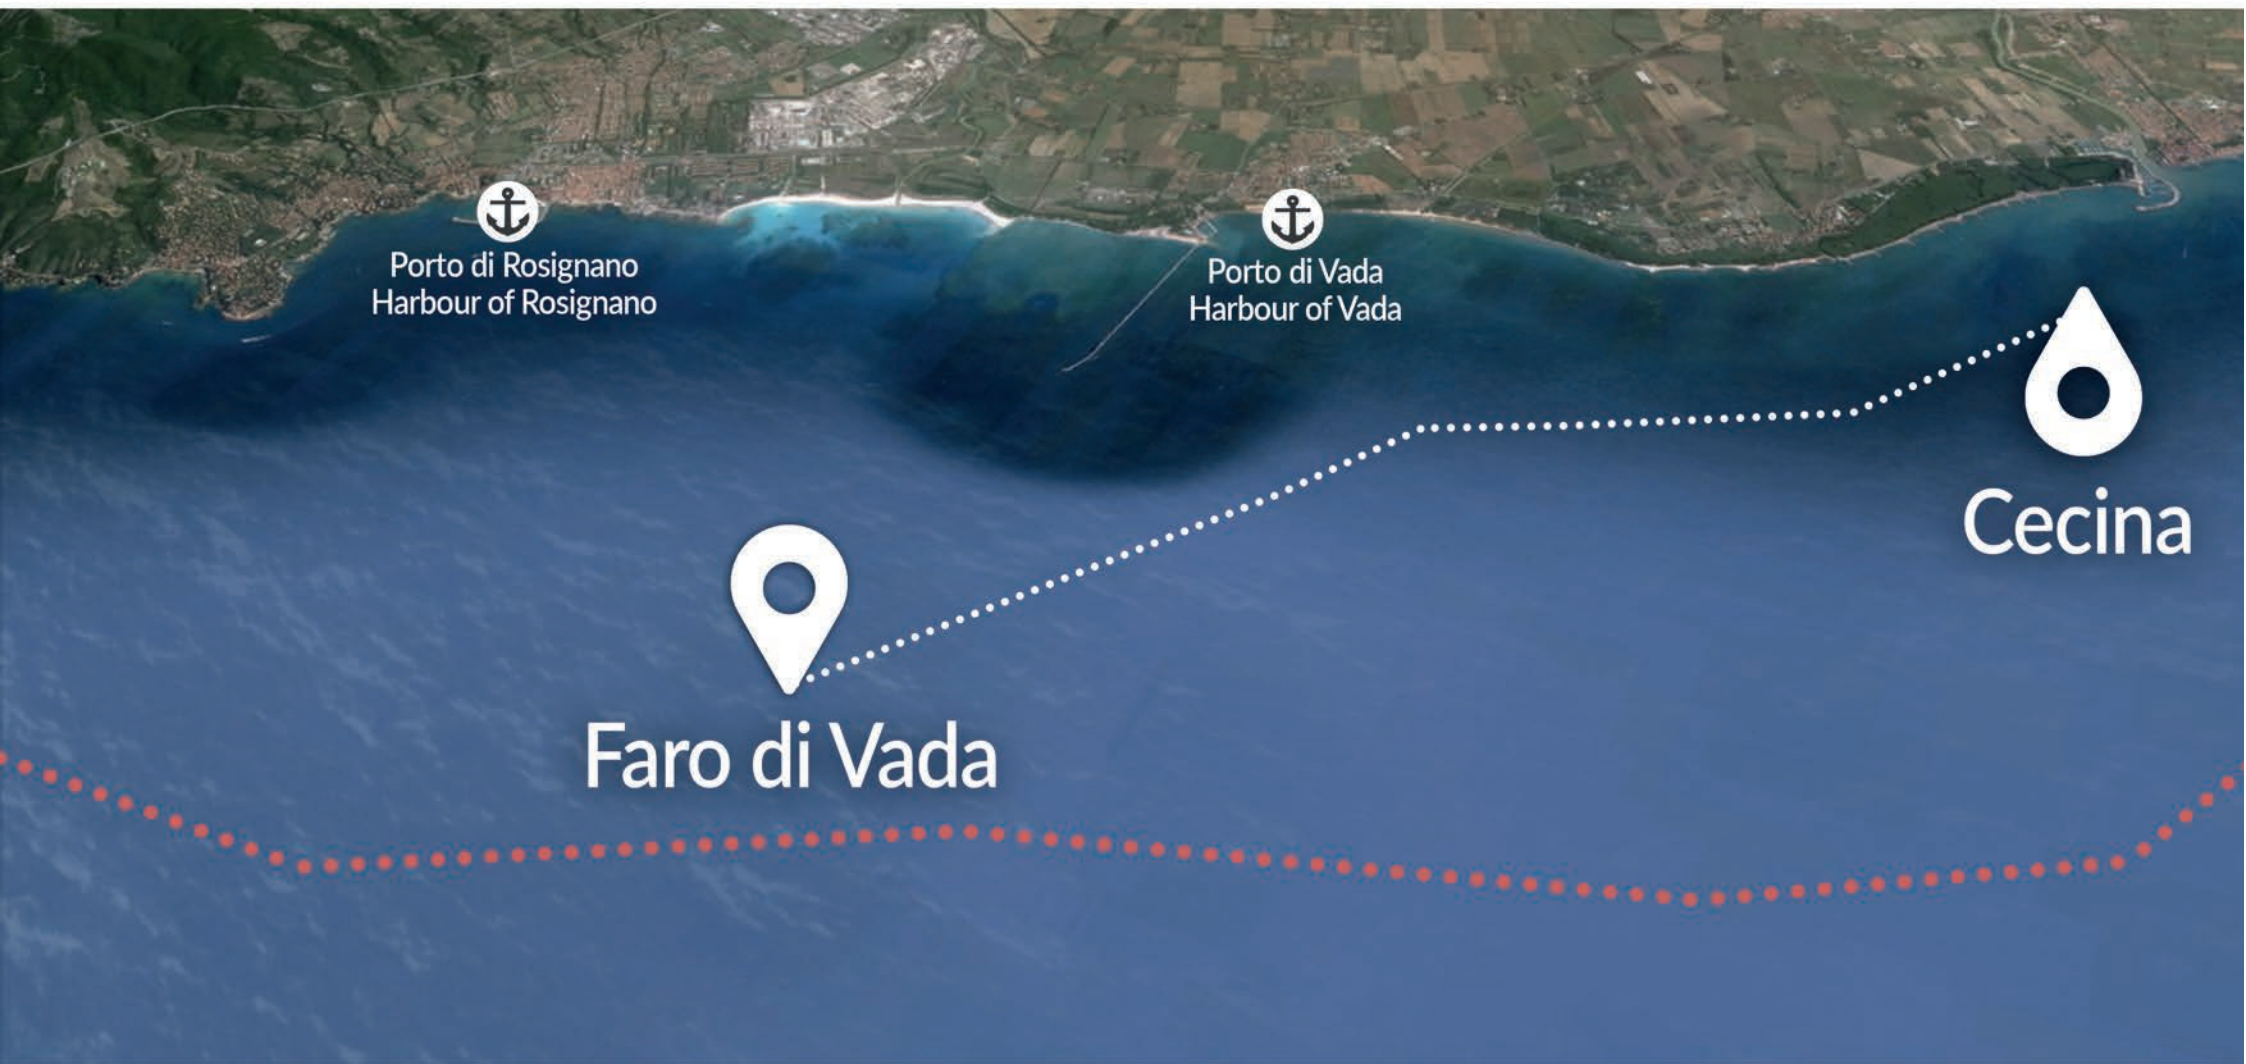 Porto di Rosignano
Harbour of Rosignano
Porto di Vada
Harbour of Vada
Cecina
Faro di Vada